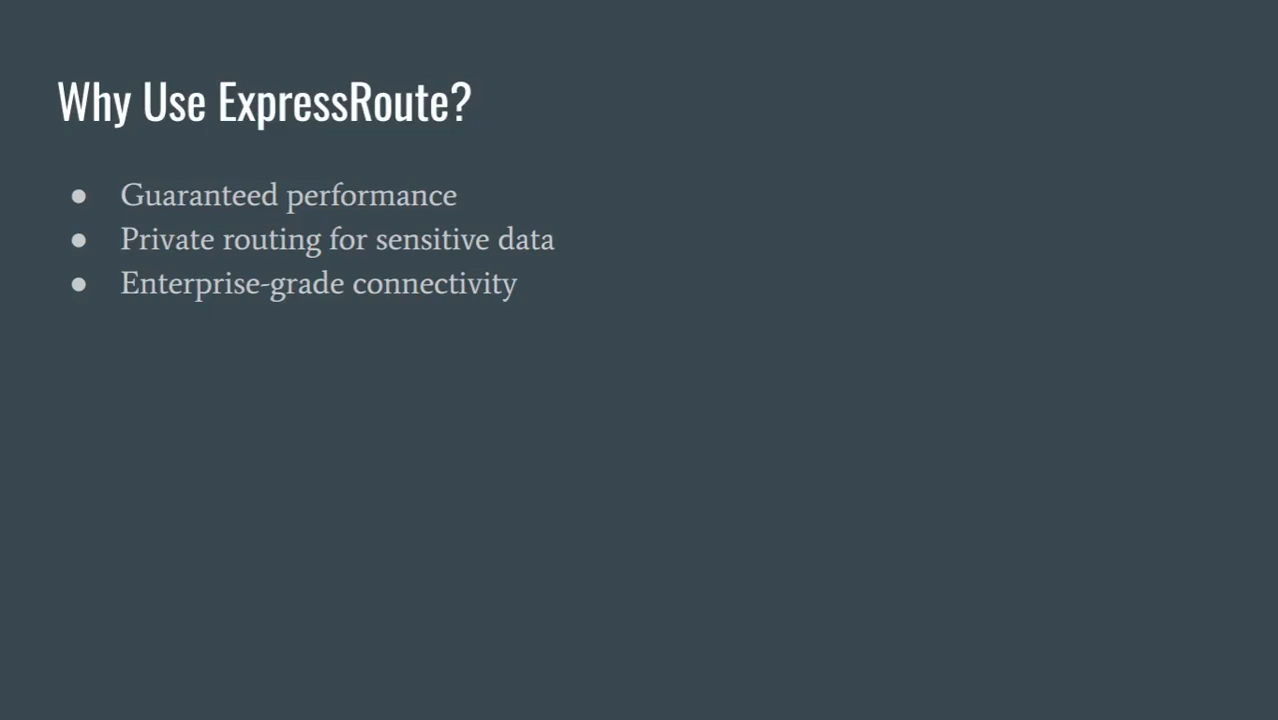 Why Use ExpressRoute?
● Guaranteed performance
● Private routing for sensitive data
● Enterprise-grade connectivity